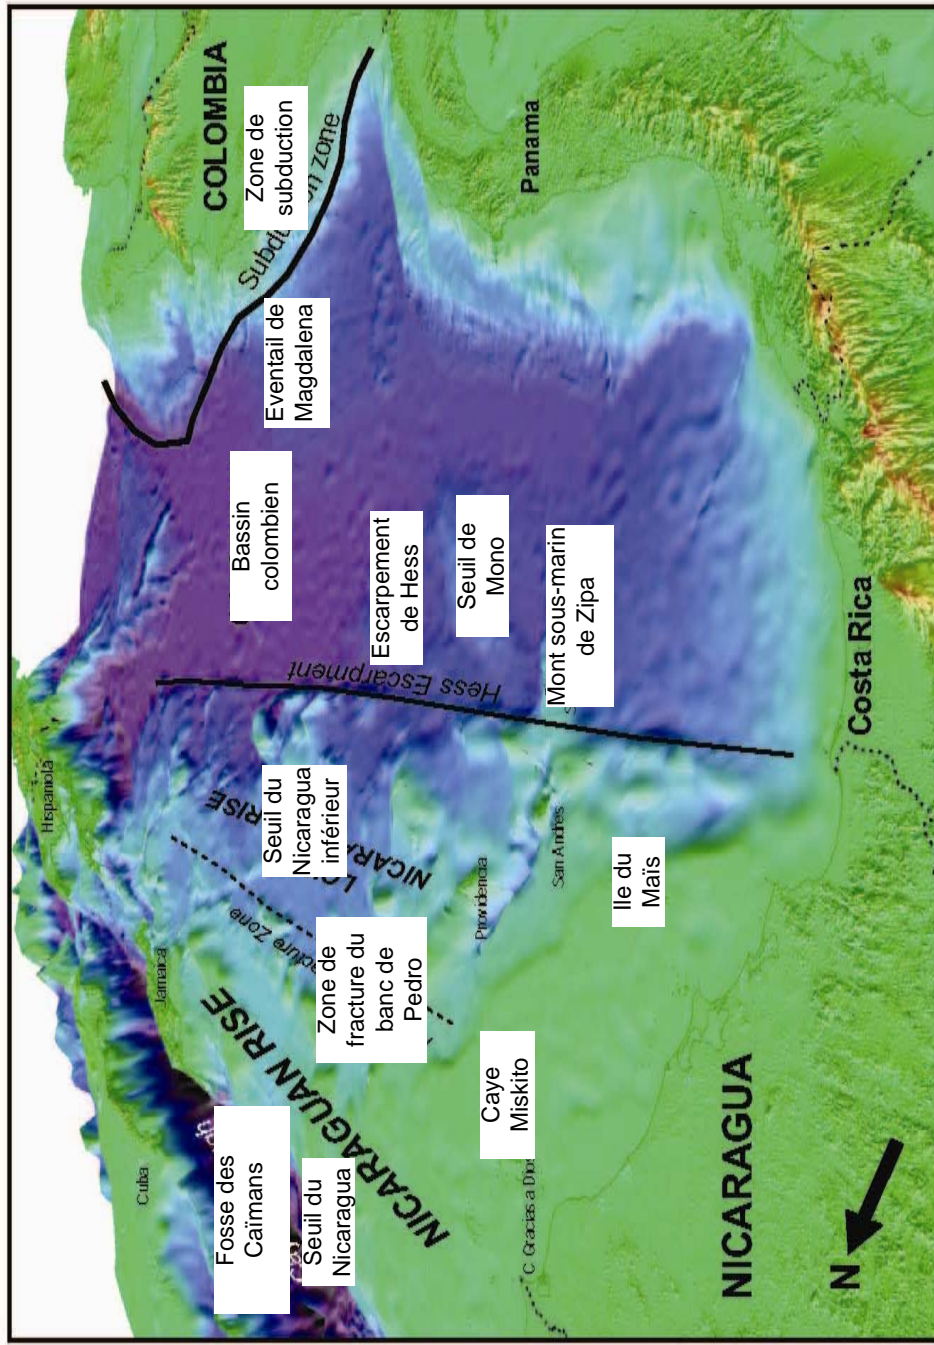 COLOMBIA
Zone de
subduction
zone
Panama
Eventail de
Magdalena
Bassin
colombien
Escarpement
de Hess
Hess Escarpment
Seuil de
Mono
Mont sous-marin
de Zipa
Costa Rica
Hispaniola
Seuil du
Nicaragua
inférieur
RISE
Providencia
San Andres
Ile du
Maïs
Jamaica
Zone
Zone de
fracture du
banc de
Pedro
NICARAGUAN RISE
Caye
Miskito
Cuba
Fosse des
Caïmans
Seuil du
Nicaragua
C. Gracias a Dios
NICARAGUA
N